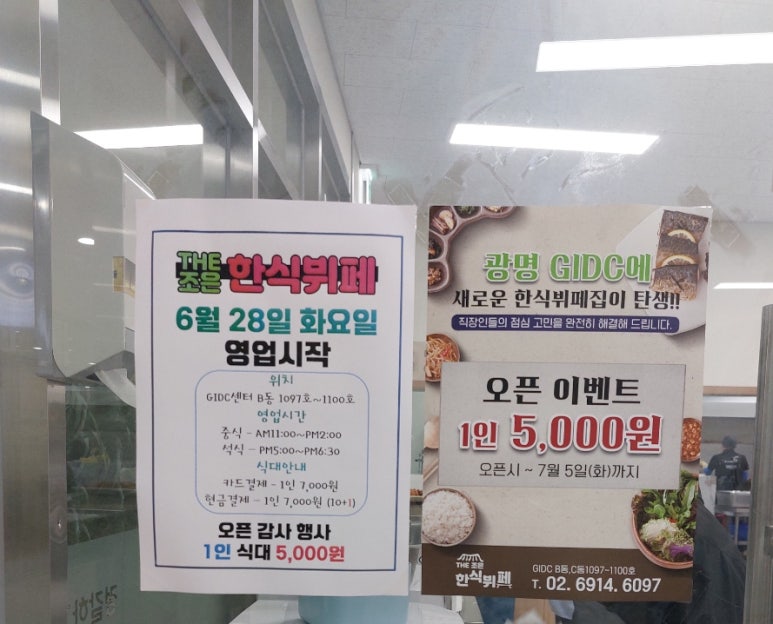 THE
조은 한식뷔페
6월 28일 화요일
영업시작
위치
GIDC센터 B동 1097호~1100호
영업시간
중식 - AM11:00~PM2:00
석식 - PM5:00~PM6:30
식대안내
카드결제 - 1인 7,000원
현금결제 - 1인 7,000원 (10+1)
오픈 감사 행사
1인 식대 5,000원
광명 GIDC에
새로운 한식뷔페집이 탄생!!
직장인들의 점심 고민을 완전히 해결해 드립니다.
오픈 이벤트
1인 5,000원
오픈시 ~ 7월 5일(화)까지
THE 조은
한식뷔페
GIDC B동,C동1097~1100호
T. 02. 6914. 6097